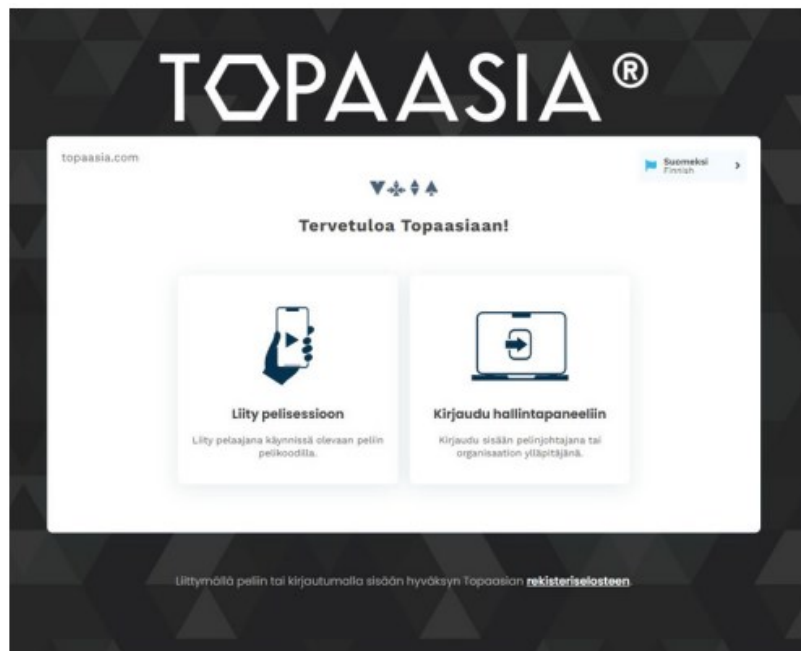 TOPAASIA®
topaasia.com
Suomeksi
Finnish
Tervetuloa Topaasiaan!
Liity pelisessioon
Liity pelaajana käynnissä olevaan peliin
pelikoodilla.
Kirjaudu hallintapaneeliin
Kirjaudu sisään pelinjohtajana tai
organisaation ylläpitäjänä.
Liittymällä peliin tai kirjautumalla sisään hyväksyn Topaasian rekisteriselosteen.